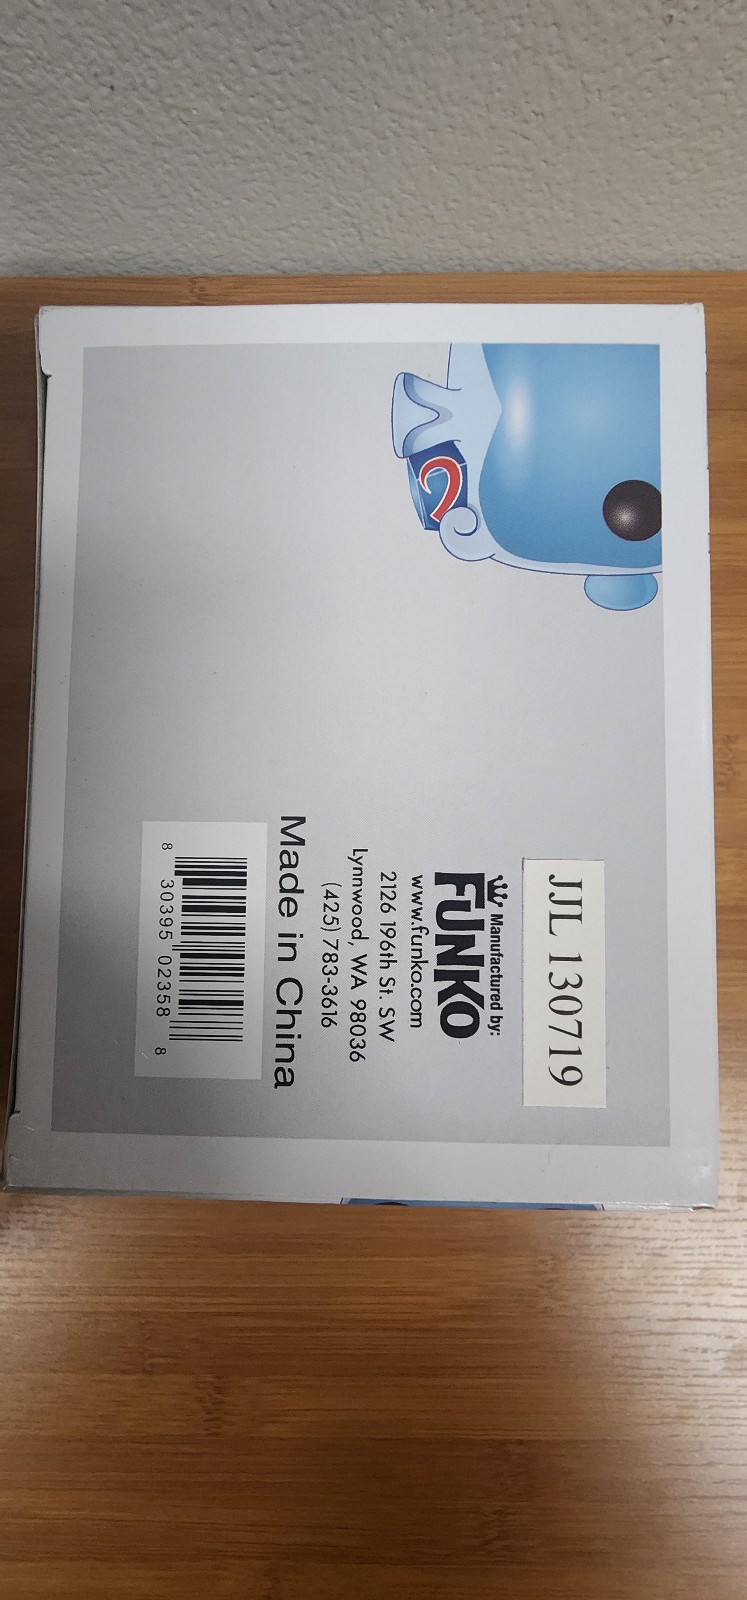 JJL 130719
Manufactured by:
FUNKO
www.funko.com
2126 196th St. SW
Lynnwood, WA 98036
(425) 783-3616
Made in China
8 30395 02358 8